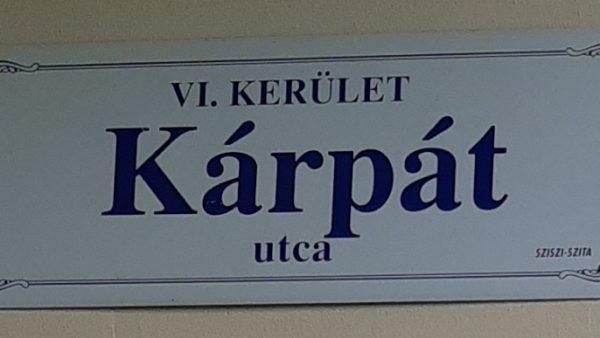 VI. KERÜLET
Kárpát
utca
SZISZI-SZITA